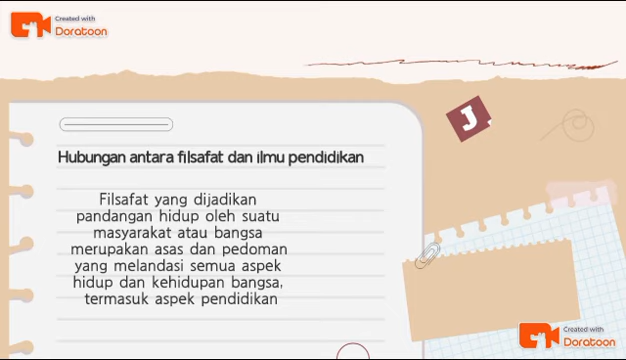 Created with
Doratoon
J
Hubungan antara filsafat dan ilmu pendidikan
Filsafat yang dijadikan
pandangan hidup oleh suatu
masyarakat atau bangsa
merupakan asas dan pedoman
yang melandasi semua aspek
hidup dan kehidupan bangsa,
termasuk aspek pendidikan
Created with
Doratoon